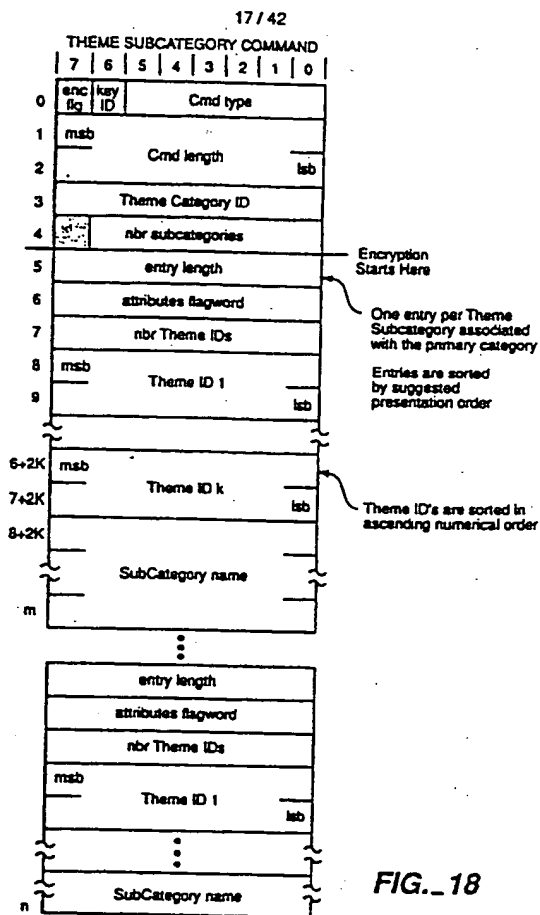 17 / 42
THEME SUBCATEGORY COMMAND
7 6 5 4 3 2 1 0
0 enc flg key ID Cmd type
1 msb
Cmd length
2 lsb
3 Theme Category ID
4 nbr subcategories
Encryption
Starts Here
5 entry length
6 attributes flagword
One entry per Theme
Subcategory associated
with the primary category
7 nbr Theme IDs
Entries are sorted
by suggested
presentation order
8 msb
Theme ID 1
9 lsb
6+2K msb
Theme ID k
7+2K lsb
Theme ID's are sorted in
ascending numerical order
8+2K
SubCategory name
m
entry length
attributes flagword
nbr Theme IDs
msb
Theme ID 1
lsb
n SubCategory name
FIG._18